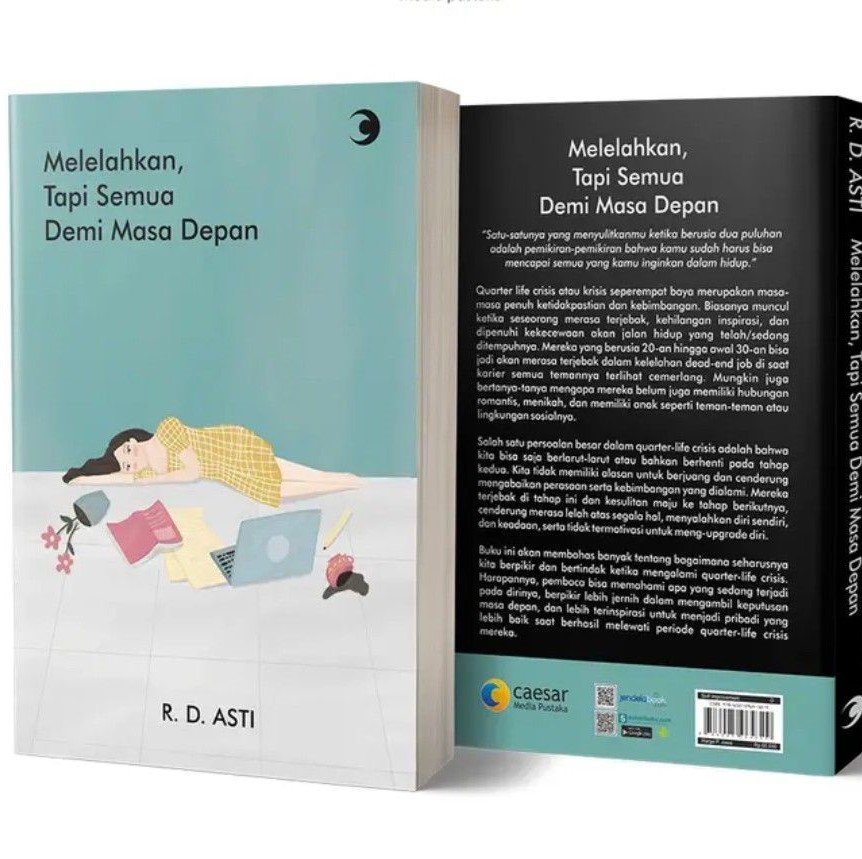 Melelahkan,
Tapi Semua
Demi Masa Depan
R. D. ASTI
Melelahkan,
Tapi Semua
Demi Masa Depan
"Satu-satunya yang menyulitkanmu ketika berusia dua puluhan
adalah pemikiran-pemikiran bahwa kamu sudah harus bisa
mencapai semua yang kamu inginkan dalam hidup."
Quarter life crisis atau krisis seperempat baya merupakan masa-
masa penuh ketidakpastian dan kebimbangan. Biasanya muncul
ketika seseorang merasa terjebak, kehilangan inspirasi, dan
dipenuhi kekecewaan akan jalan hidup yang telah/sedang
ditempuhnya. Mereka yang berusia 20-an hingga awal 30-an bisa
jadi akan merasa terjebak dalam kelelahan dead-end job di saat
karier semua temannya terlihat cemerlang. Mungkin juga
bertanya-tanya mengapa mereka belum juga memiliki hubungan
romantis, menikah, dan memiliki anak seperti teman-teman atau
lingkungan sosialnya.
Salah satu persoalan besar dalam quarter-life crisis adalah bahwa
kita bisa saja berlarut-larut atau bahkan berhenti pada tahap
kedua. Kita tidak memiliki alasan untuk berjuang dan cenderung
mengabaikan perasaan serta kebimbangan yang dialami. Mereka
terjebak di tahap ini dan kesulitan maju ke tahap berikutnya,
cenderung merasa lelah atas segala hal, menyalahkan diri sendiri,
dan keadaan, serta tidak termotivasi untuk meng-upgrade diri.
Buku ini akan membahas banyak tentang bagaimana seharusnya
kita berpikir dan bertindak ketika mengalami quarter-life crisis.
Harapannya, pembaca bisa memahami apa yang sedang terjadi
pada dirinya, berpikir lebih jernih dalam mengambil keputusan
masa depan, dan lebih terinspirasi untuk menjadi pribadi yang
lebih baik saat berhasil melewati periode quarter-life crisis
mereka.
caesar
Media Pustaka
jendelabook
Google play
Self Improvement
Harga P. Jawa
R. D. ASTI
Melelahkan, Tapi Semua Demi Masa Depan